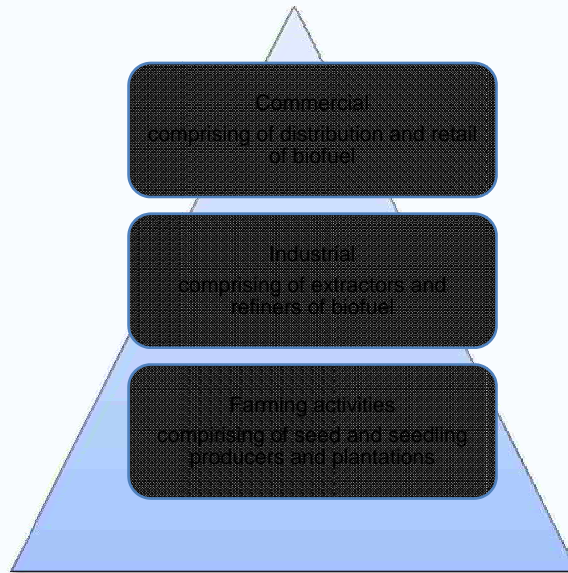 Commercial
comprising of distribution and retail
of biofuel
Industrial
comprising of extractors and
refiners of biofuel
Farming activities
comprising of seed and seedling
producers and plantations